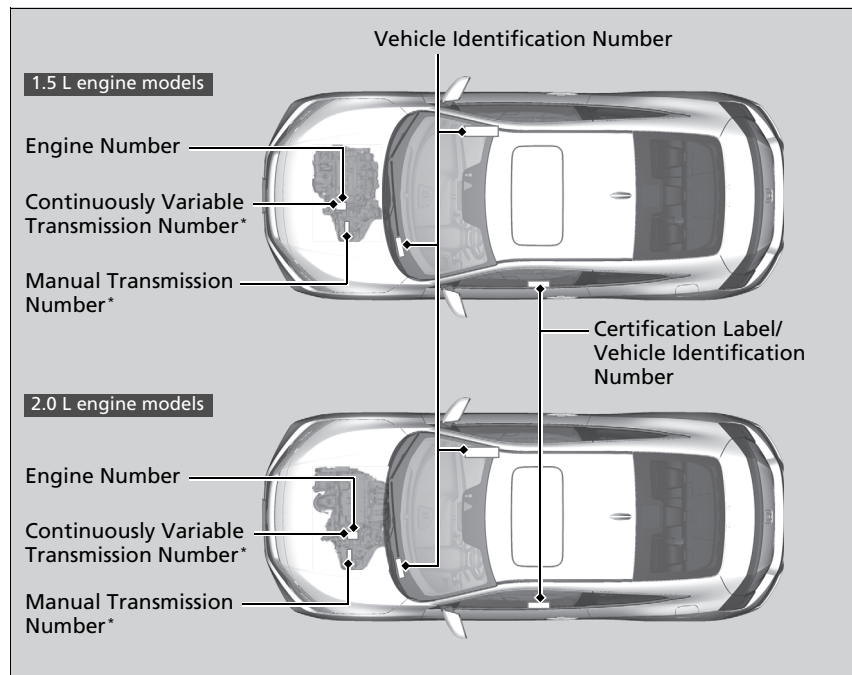 Vehicle Identification Number
1.5 L engine models
Engine Number
Continuously Variable
Transmission Number*
Manual Transmission
Number*
Certification Label/
Vehicle Identification
Number
2.0 L engine models
Engine Number
Continuously Variable
Transmission Number*
Manual Transmission
Number*